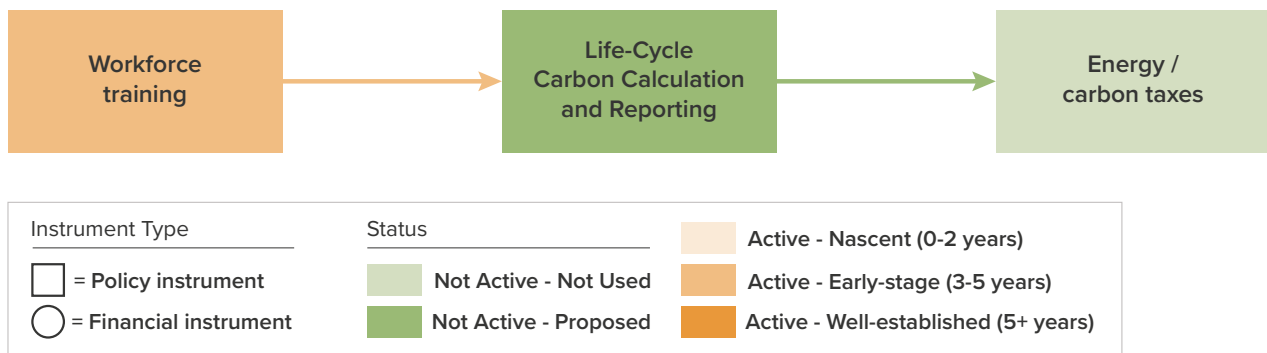 Workforce
training
Life-Cycle
Carbon Calculation
and Reporting
Energy /
carbon taxes
Instrument Type
= Policy instrument
= Financial instrument
Status
Not Active - Not Used
Not Active - Proposed
Active - Nascent (0-2 years)
Active - Early-stage (3-5 years)
Active - Well-established (5+ years)